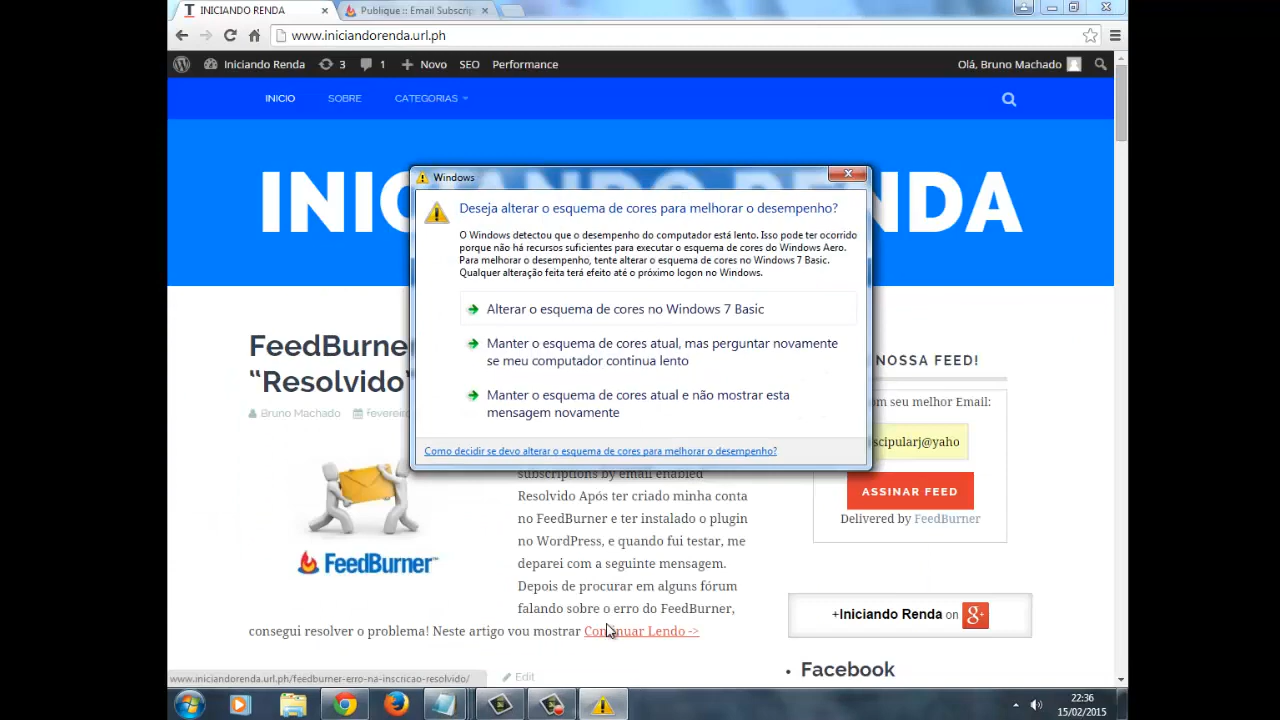 INICIANDO RENDA
Publique :: Email Subscrip
www.iniciandorenda.url.ph
Iniciando Renda 3 1 Novo SEO Performance Olá, Bruno Machado
INICIO SOBRE CATEGORIAS
INICIANDO RENDA
Windows
Deseja alterar o esquema de cores para melhorar o desempenho?
O Windows detectou que o desempenho do computador está lento. Isso pode ter ocorrido
porque não há recursos suficientes para executar o esquema de cores do Windows Aero.
Para melhorar o desempenho, tente alterar o esquema de cores no Windows 7 Basic.
Qualquer alteração feita terá efeito até o próximo logon no Windows.
Alterar o esquema de cores no Windows 7 Basic
Manter o esquema de cores atual, mas perguntar novamente
se meu computador continua lento
Manter o esquema de cores atual e não mostrar esta
mensagem novamente
Como decidir se devo alterar o esquema de cores para melhorar o desempenho?
FeedBurner
“Resolvido”
Bruno Machado fevereiro
FeedBurner
subscriptions by email enabled
Resolvido Após ter criado minha conta
no FeedBurner e ter instalado o plugin
no WordPress, e quando fui testar, me
deparei com a seguinte mensagem.
Depois de procurar em alguns fórum
falando sobre o erro do FeedBurner,
consegui resolver o problema! Neste artigo vou mostrar Continuar Lendo ->
Edit
NOSSA FEED!
om seu melhor Email:
scipularj@yaho
ASSINAR FEED
Delivered by FeedBurner
+Iniciando Renda on g+
Facebook
www.iniciandorenda.url.ph/feedburner-erro-na-inscricao-resolvido/
22:36
15/02/2015